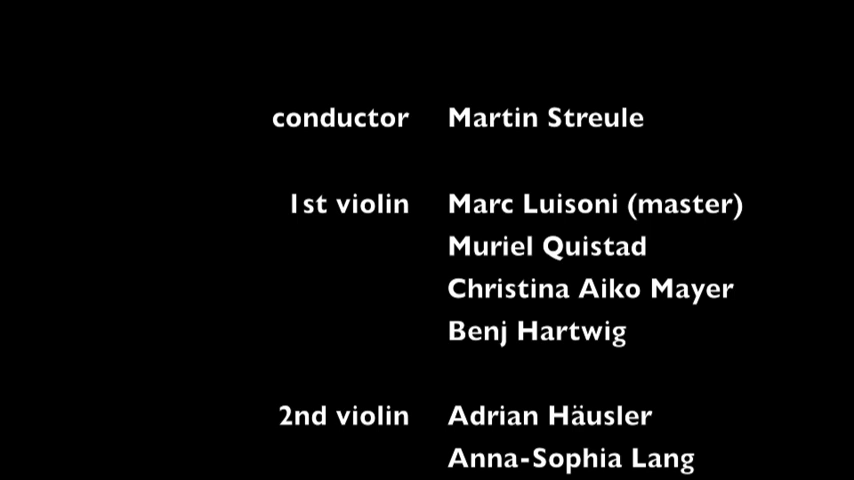 conductor Martin Streule
1st violin Marc Luisoni (master)
Muriel Quistad
Christina Aiko Mayer
Benj Hartwig
2nd violin Adrian Häusler
Anna-Sophia Lang